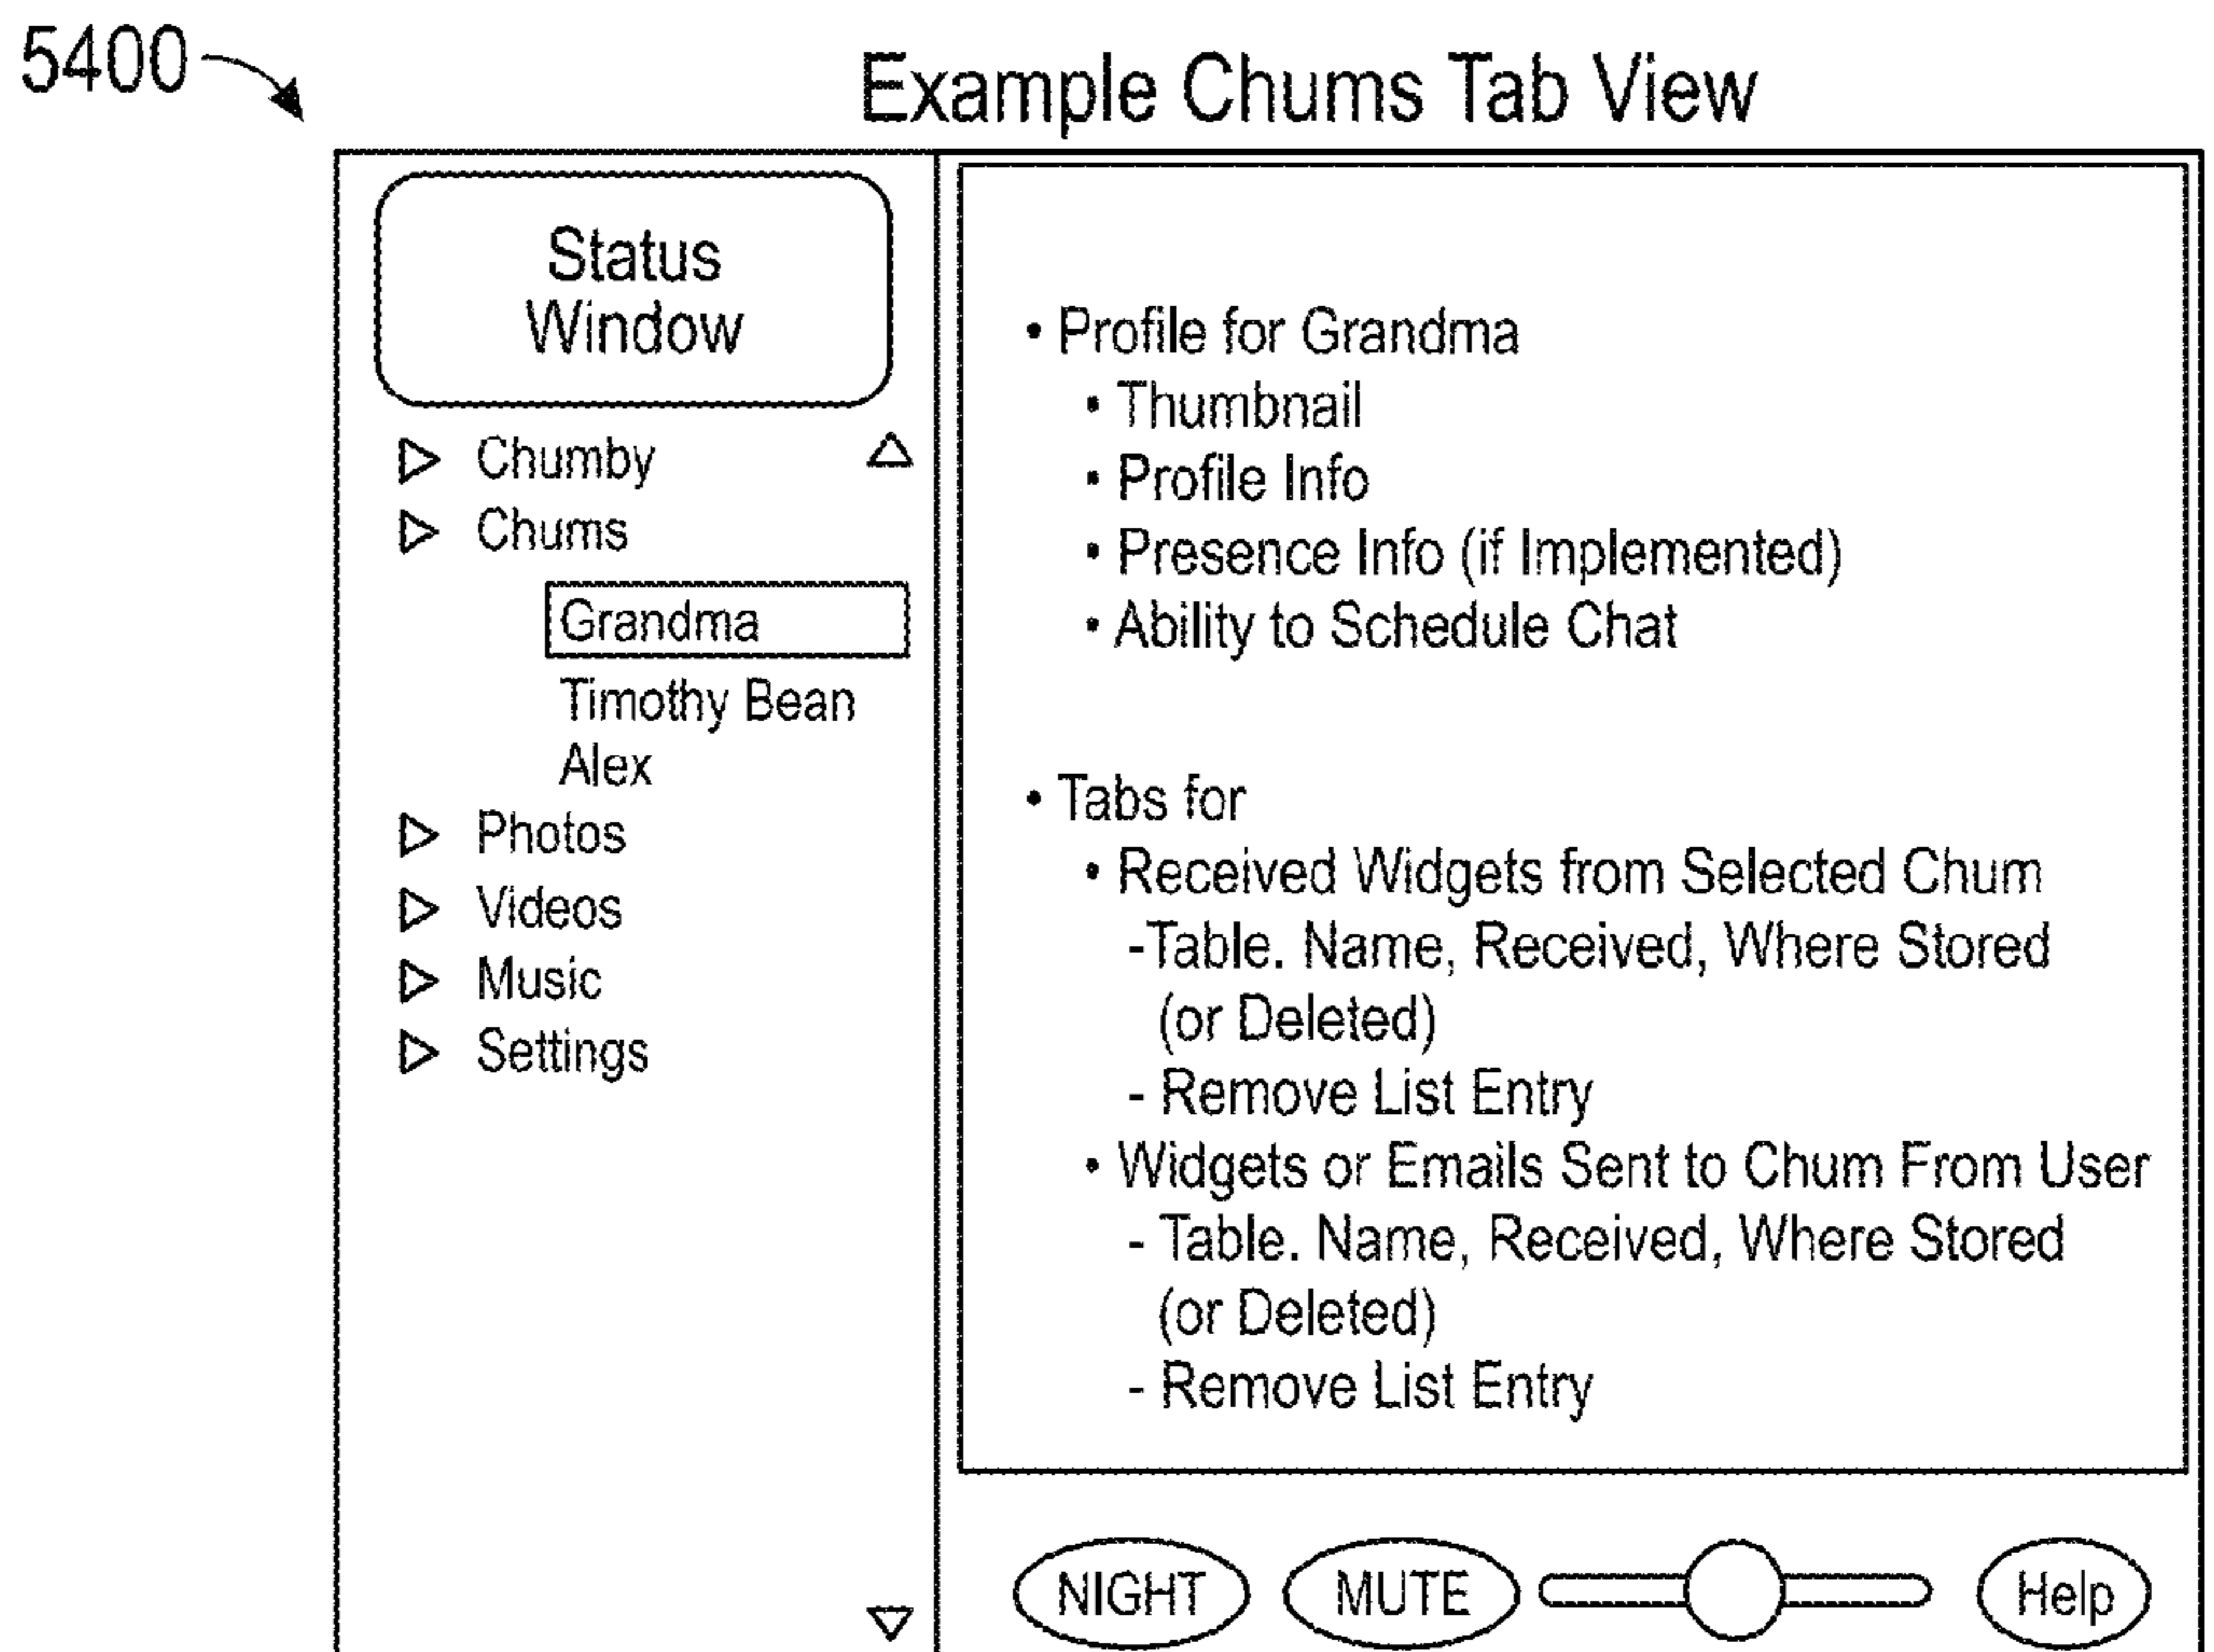 5400
Example Chums Tab View
Status
Window
Chumby
Chums
Grandma
Timothy Bean
Alex
Photos
Videos
Music
Settings
• Profile for Grandma
• Thumbnail
• Profile Info
• Presence Info (if Implemented)
• Ability to Schedule Chat
• Tabs for
• Received Widgets from Selected Chum
-Table. Name, Received, Where Stored
(or Deleted)
- Remove List Entry
• Widgets or Emails Sent to Chum From User
- Table. Name, Received, Where Stored
(or Deleted)
- Remove List Entry
NIGHT
MUTE
Help